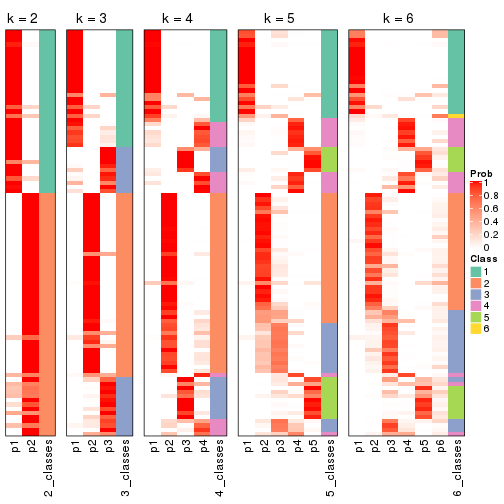 k = 2
k = 3
k = 4
k = 5
k = 6
Prob
1
0.8
0.6
0.4
0.2
0
Class
1
2
3
4
5
6
p1
p2
2_classes
p1
p2
p3
3_classes
p1
p2
p3
p4
4_classes
p1
p2
p3
p4
p5
5_classes
p1
p2
p3
p4
p5
p6
6_classes